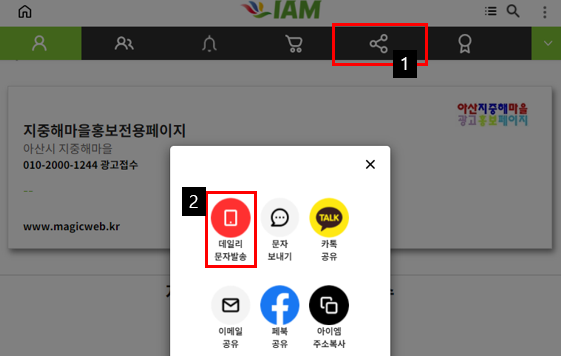 IAM
1
지중해마을홍보전용페이지
아산시 지중해마을
010-2000-1244 광고접수
--
www.magicweb.kr
아산지중해마을
광고홍보페이지
2
데일리
문자발송
문자
보내기
TALK
카톡
공유
이메일
공유
페북
공유
아이엠
주소복사